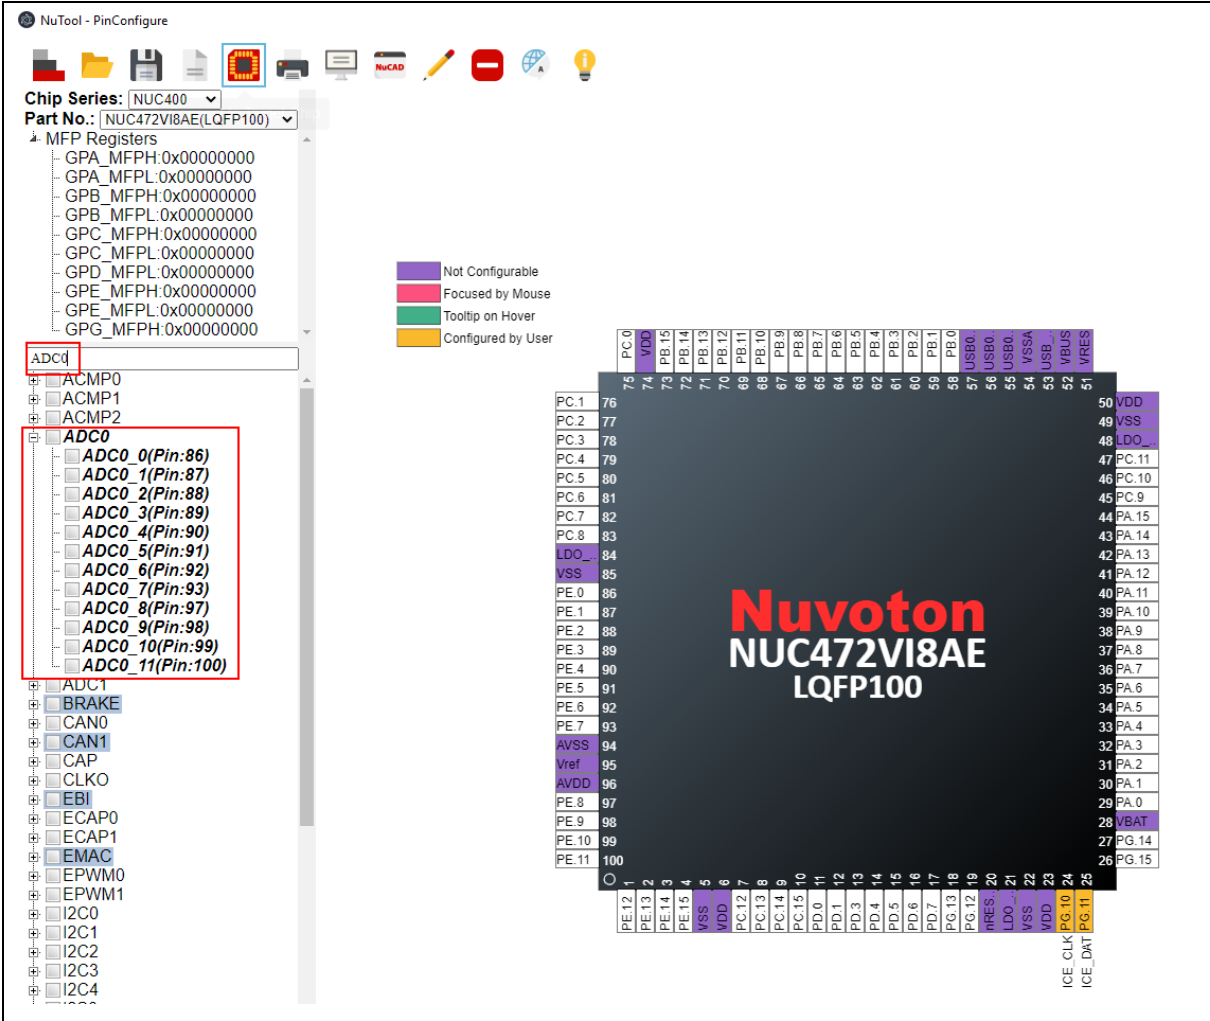 NuTool - PinConfigure
NuCAD
A
Chip Series: NUC400
Part No.: NUC472VI8AE(LQFP100)
MFP Registers
GPA_MFPH:0x00000000
GPA_MFPL:0x00000000
GPB_MFPH:0x00000000
GPB_MFPL:0x00000000
GPC_MFPH:0x00000000
GPC_MFPL:0x00000000
GPD_MFPL:0x00000000
GPE_MFPH:0x00000000
GPE_MFPL:0x00000000
GPG_MFPH:0x00000000
ADC0
ACMP0
ACMP1
ACMP2
ADC0
ADC0_0(Pin:86)
ADC0_1(Pin:87)
ADC0_2(Pin:88)
ADC0_3(Pin:89)
ADC0_4(Pin:90)
ADC0_5(Pin:91)
ADC0_6(Pin:92)
ADC0_7(Pin:93)
ADC0_8(Pin:97)
ADC0_9(Pin:98)
ADC0_10(Pin:99)
ADC0_11(Pin:100)
ADC1
BRAKE
CAN0
CAN1
CAP
CLKO
EBI
ECAP0
ECAP1
EMAC
EPWM0
EPWM1
I2C0
I2C1
I2C2
I2C3
I2C4
Not Configurable
Focused by Mouse
Tooltip on Hover
Configured by User
PC.0 VDD PB.15 PB.14 PB.13 PB.12 PB.11 PB.10 PB.9 PB.8 PB.7 PB.6 PB.5 PB.4 PB.3 PB.2 PB.1 PB.0 USB0.. USB0.. USB0.. VSSA USB_.. VBUS VRES
75 74 73 72 71 70 69 68 67 66 65 64 63 62 61 60 59 58 57 56 55 54 53 52 51
PC.1 76
PC.2 77
PC.3 78
PC.4 79
PC.5 80
PC.6 81
PC.7 82
PC.8 83
LDO_.. 84
VSS 85
PE.0 86
PE.1 87
PE.2 88
PE.3 89
PE.4 90
PE.5 91
PE.6 92
PE.7 93
AVSS 94
Vref 95
AVDD 96
PE.8 97
PE.9 98
PE.10 99
PE.11 100
Nuvoton
NUC472VI8AE
LQFP100
50 VDD
49 VSS
48 LDO_..
47 PC.11
46 PC.10
45 PC.9
44 PA.15
43 PA.14
42 PA.13
41 PA.12
40 PA.11
39 PA.10
38 PA.9
37 PA.8
36 PA.7
35 PA.6
34 PA.5
33 PA.4
32 PA.3
31 PA.2
30 PA.1
29 PA.0
28 VBAT
27 PG.14
26 PG.15
1 2 3 4 5 6 7 8 9 10 11 12 13 14 15 16 17 18 19 20 21 22 23 24 25
PE.12 PE.13 PE.14 PE.15 VSS VDD PC.12 PC.13 PC.14 PC.15 PD.0 PD.1 PD.3 PD.4 PD.5 PD.6 PD.7 PG.13 PG.12 nRES.. LDO_.. VSS VDD PG.10 PG.11
ICE_CLK ICE_DAT